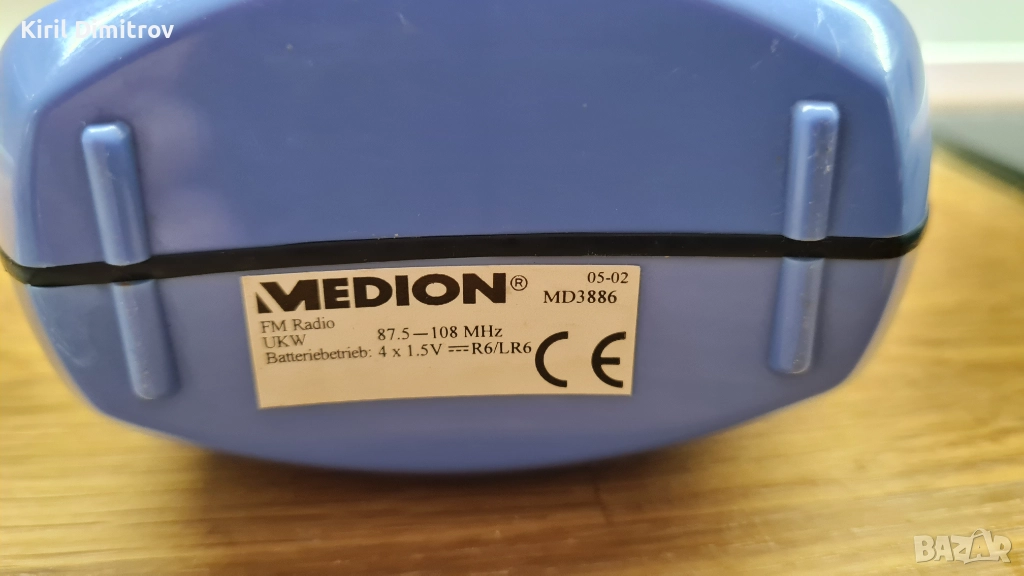 Kiril Dimitrov
MEDION® 05-02
MD3886
FM Radio
UKW 87.5—108 MHz
Batteriebetrieb: 4 x 1.5V ⎓ R6/LR6
CE
BAZAR